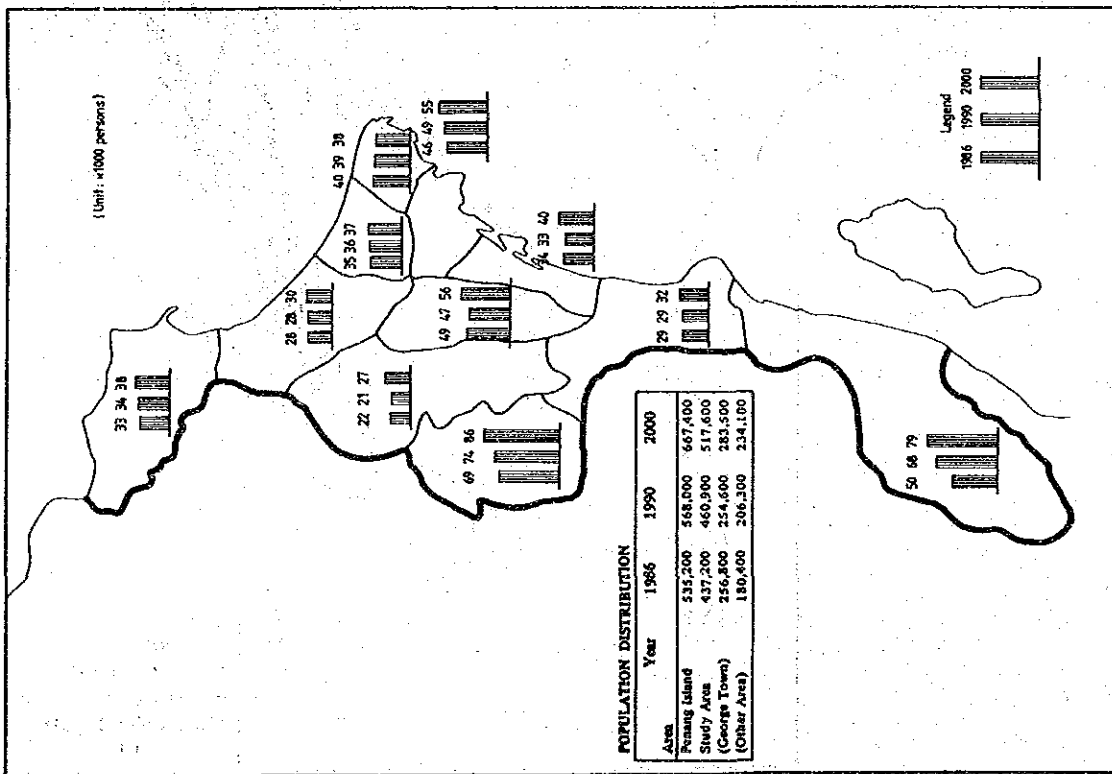 (Unit: x1000 persons)
33 34 38
28 28 30
35 36 37
40 39 38
46 49 55
22 21 27
49 47 56
34 33 40
69 74 86
29 29 32
50 68 79
POPULATION DISTRIBUTION
Area Year 1986 1990 2000
Penang Island 535,200 568,000 667,400
Study Area 437,200 460,900 517,600
(George Town) 256,800 254,600 283,500
(Other Area) 180,400 206,300 234,100
Legend
1986 1990 2000